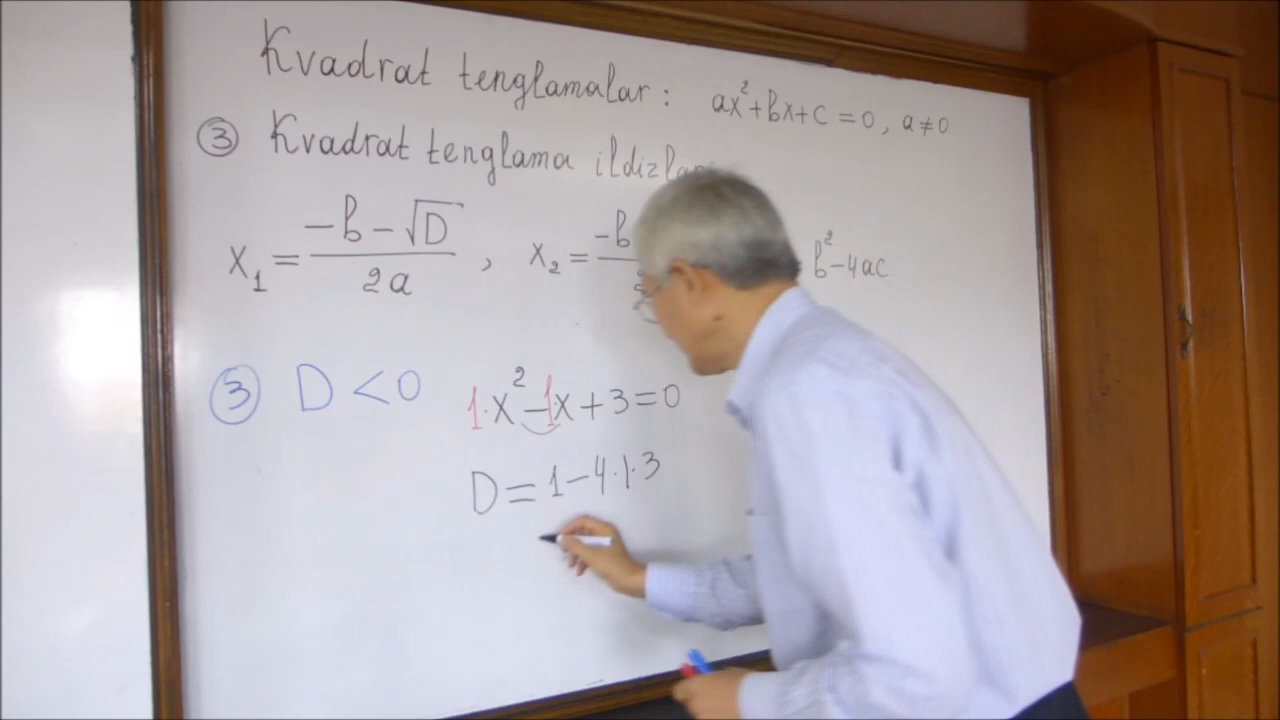 Kvadrat tenglamalar: ax²+bx+c=0, a≠0
③ Kvadrat tenglama
x₁ = (-b-√D)/2a , x₂ = -b b²-4ac
③ D<0 1·x²-1x+3=0
D=1-4·1·3